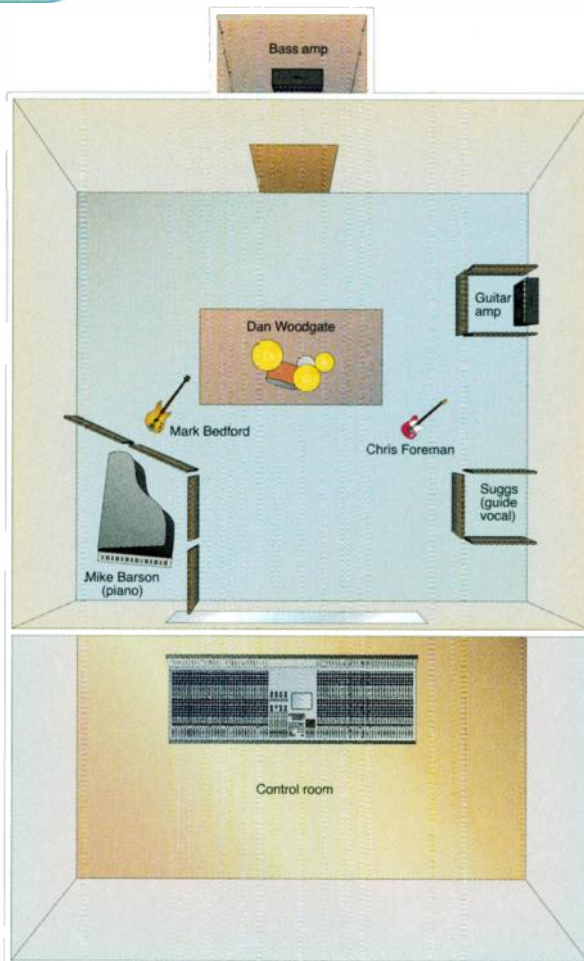 Bass amp
Dan Woodgate
Guitar
amp
Mark Bedford
Chris Foreman
Suggs
(guide
vocal)
Mike Barson
(piano)
Control room